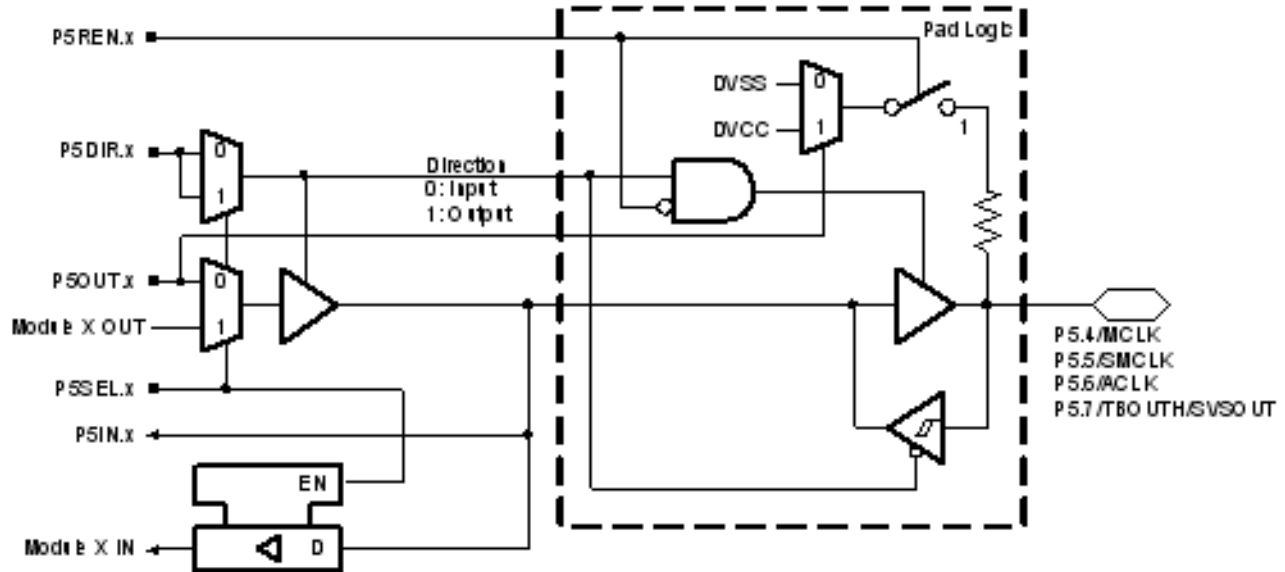 P5REN.x
Pad Logic
DVSS
0
DVCC
1
1
P5DIR.x
0
1
Direction
0: Input
1: Output
P5OUT.x
0
Module X OUT
1
P5SEL.x
P5IN.x
EN
Module X IN
D
P5.4/MCLK
P5.5/SMCLK
P5.6/ACLK
P5.7/TBOUTH/SVSOUT